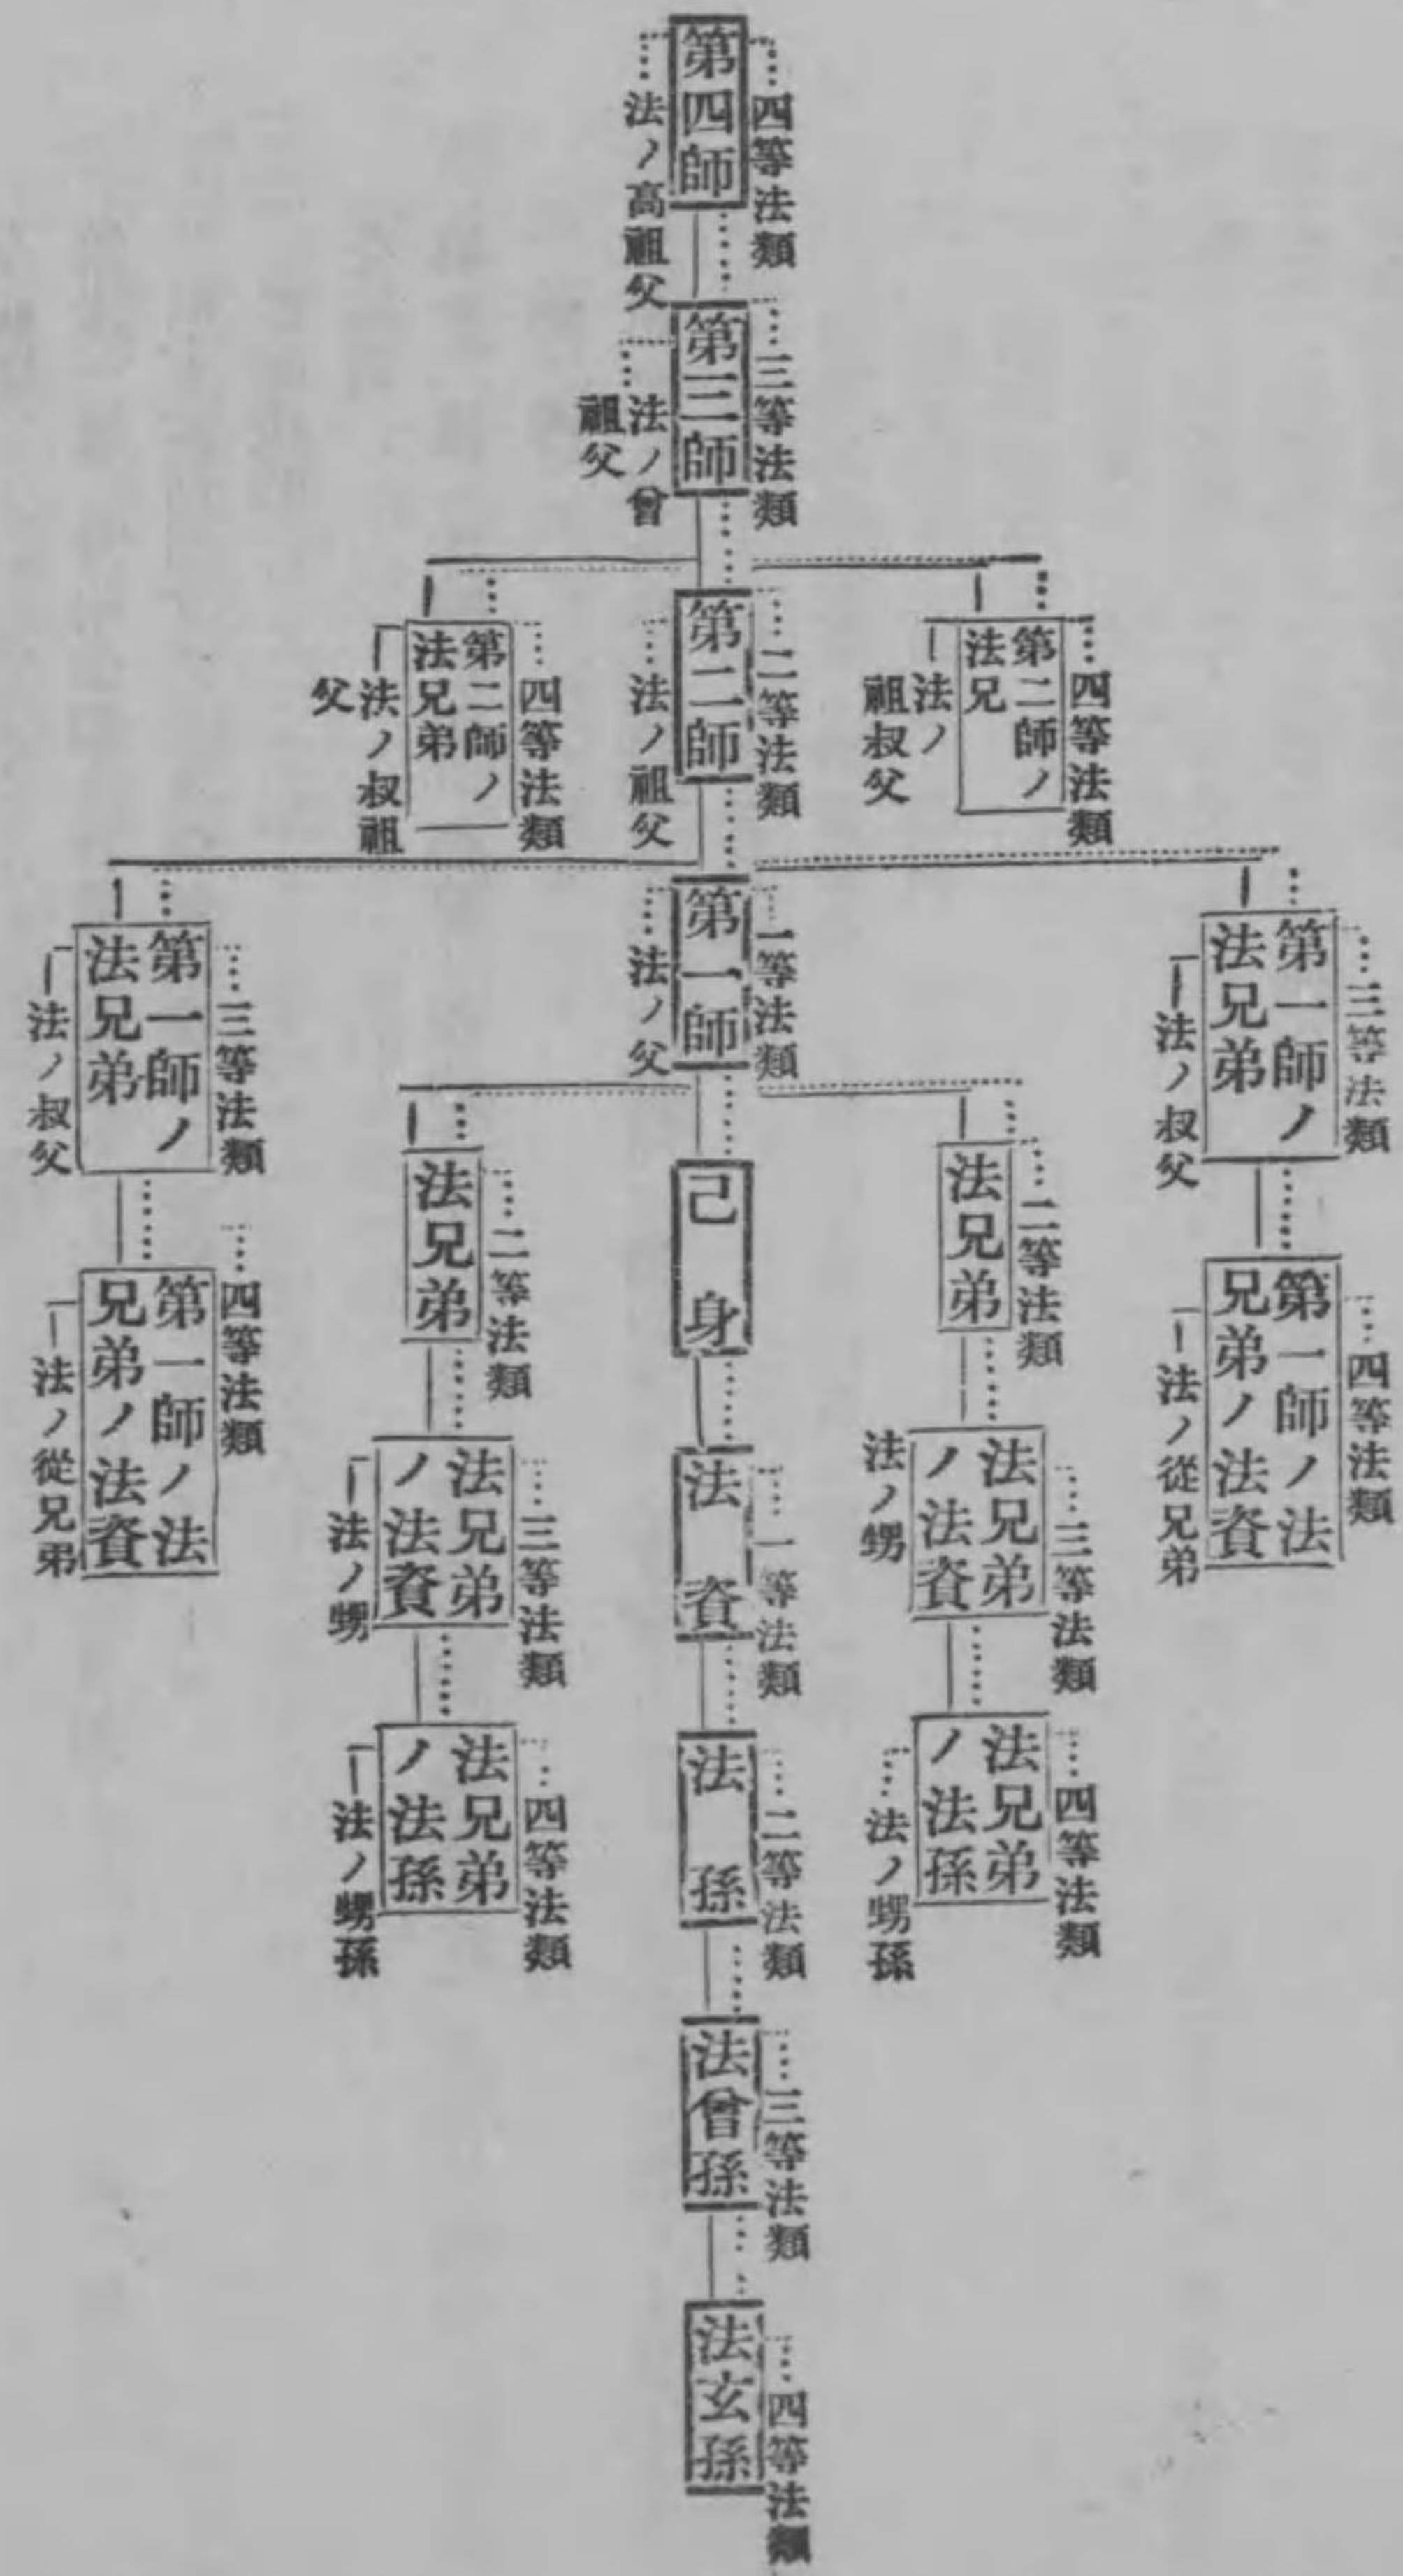 四等法類
第四師
法ノ高祖父
三等法類
第三師
法ノ曾
祖父
四等法類
第二師ノ
法兄
法ノ
祖叔父
二等法類
第二師
法ノ祖父
四等法類
第二師ノ
法兄弟
法ノ叔祖
父
三等法類
第一師ノ
法兄弟
法ノ叔父
一等法類
第一師
法ノ父
三等法類
第一師ノ
法兄弟
法ノ叔父
四等法類
第一師ノ法
兄弟ノ法資
法ノ從兄弟
二等法類
法兄弟
己身
二等法類
法兄弟
四等法類
第一師ノ法
兄弟ノ法資
法ノ從兄弟
三等法類
法兄弟
ノ法資
法ノ甥
一等法類
法資
三等法類
法兄弟
ノ法資
法ノ甥
四等法類
法兄弟
ノ法孫
法ノ甥孫
二等法類
法孫
四等法類
法兄弟
ノ法孫
法ノ甥孫
三等法類
法曾孫
四等法類
法玄孫